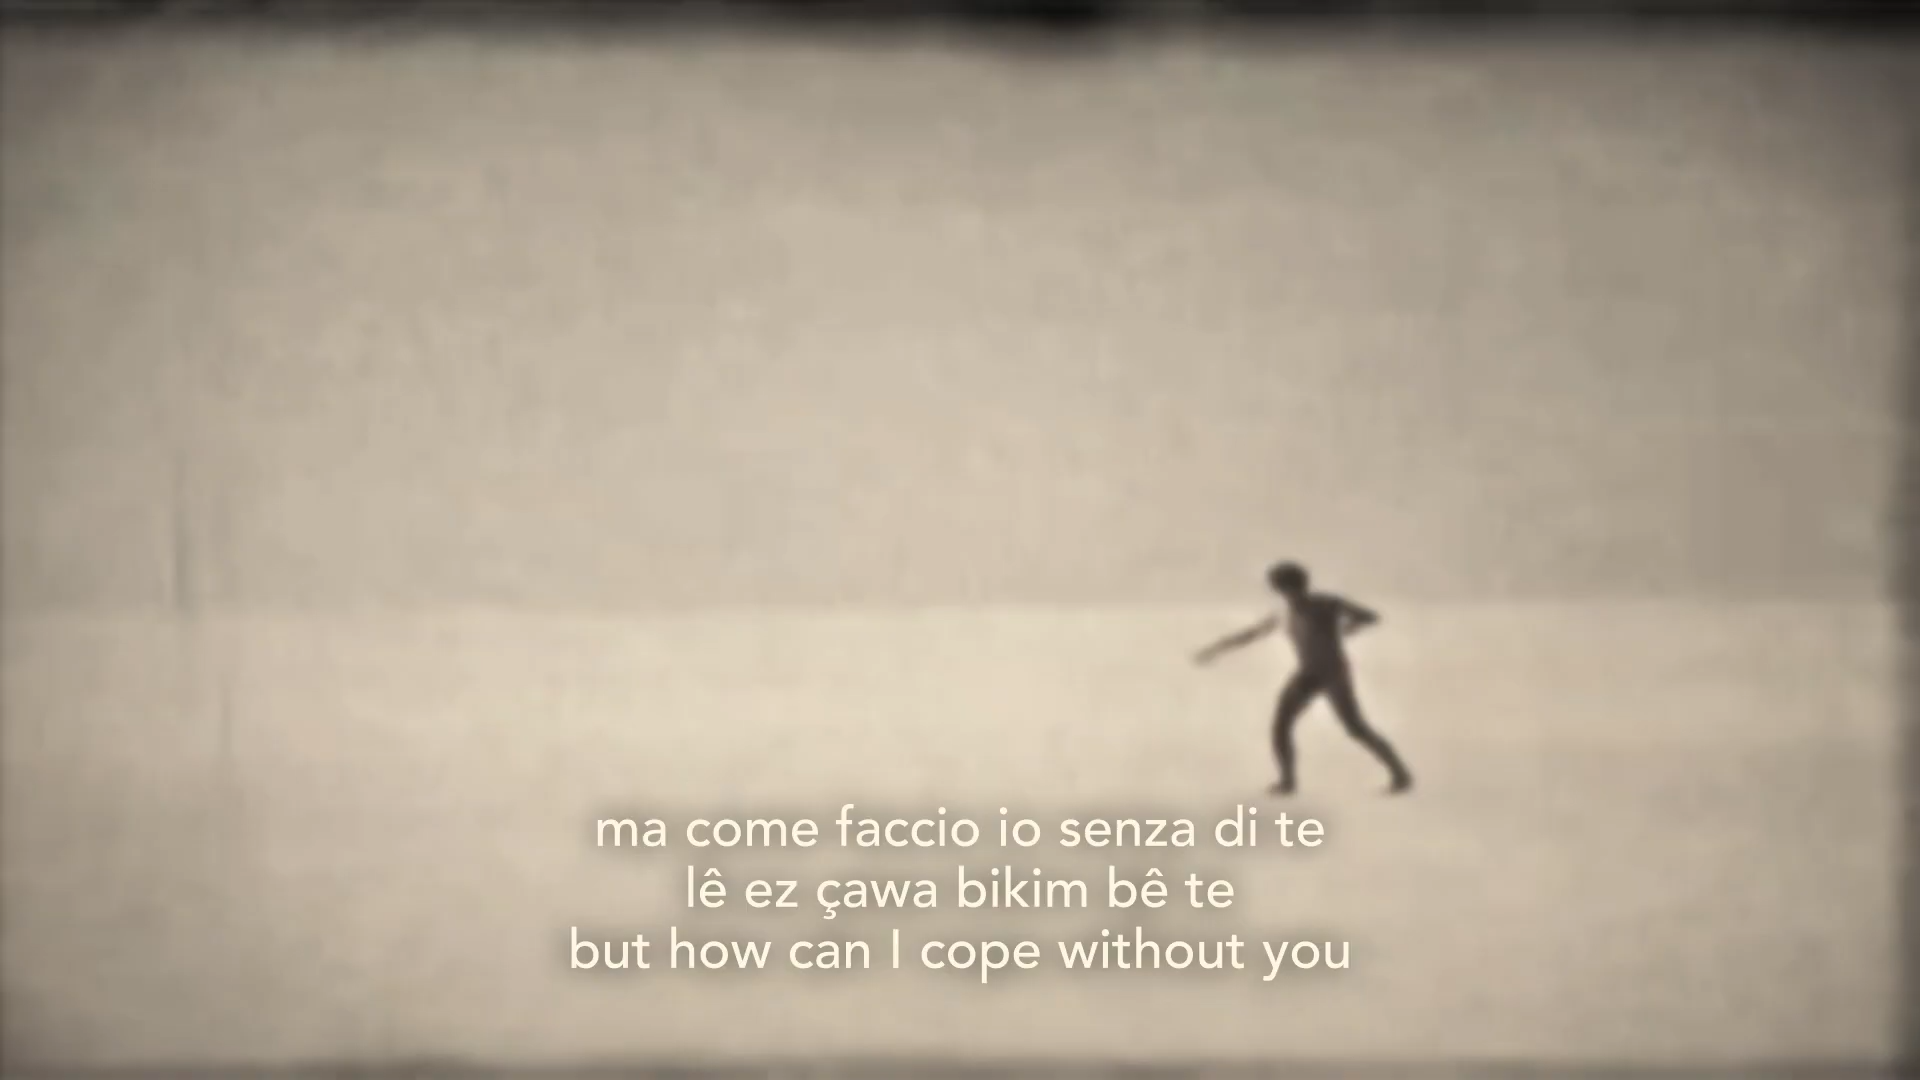 ma come faccio io senza di te
lê ez çawa bikim bê te
but how can I cope without you